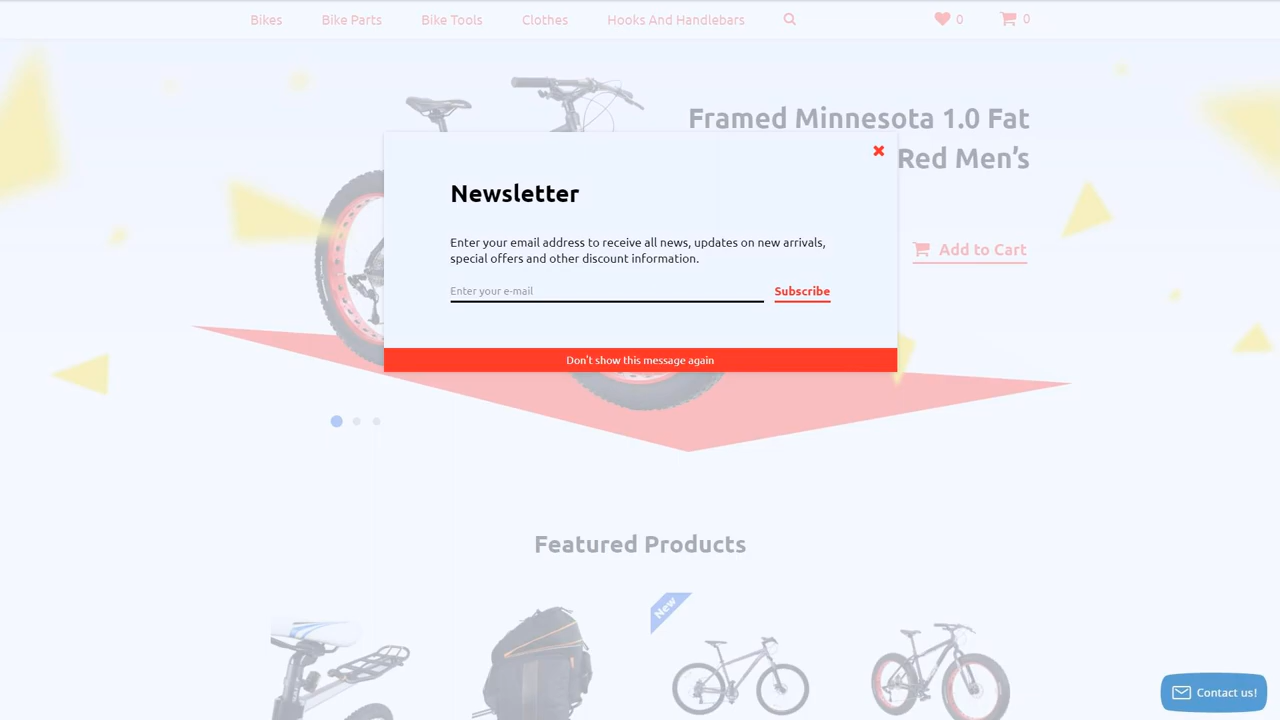 Bikes
Bike Parts
Bike Tools
Clothes
Hooks And Handlebars
0
0
Framed Minnesota 1.0 Fat
Red Men's
Add to Cart
Newsletter
Enter your email address to receive all news, updates on new arrivals,
special offers and other discount information.
Enter your e-mail
Subscribe
Don't show this message again
Featured Products
New
Contact us!